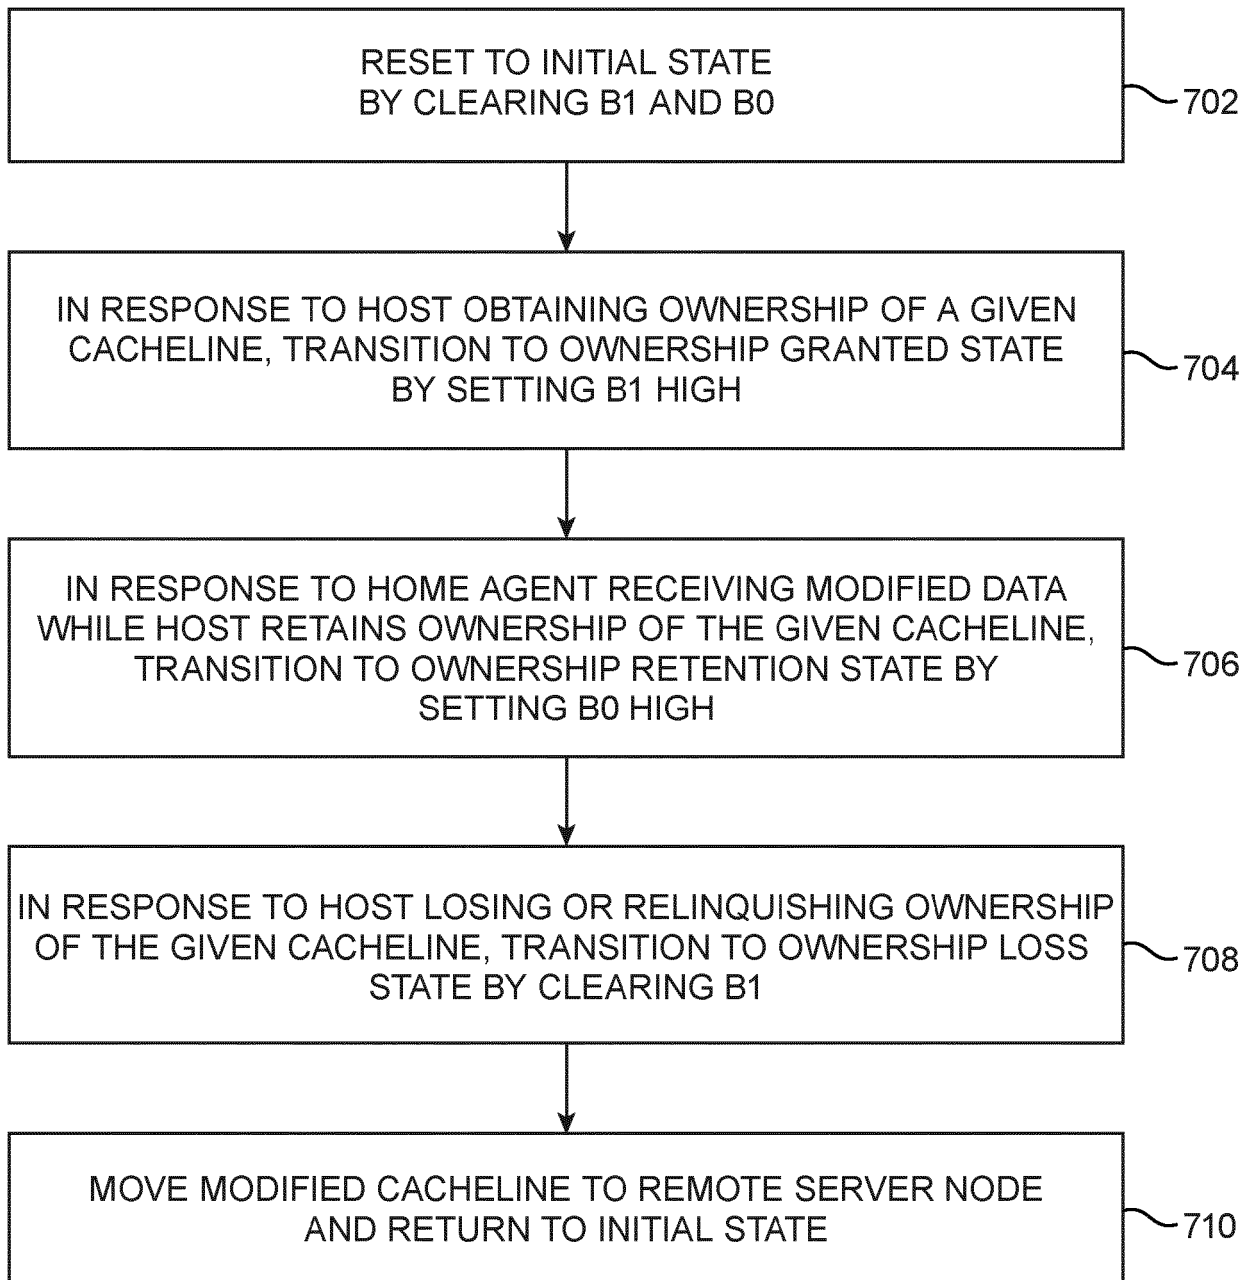 RESET TO INITIAL STATE
BY CLEARING B1 AND B0
702
IN RESPONSE TO HOST OBTAINING OWNERSHIP OF A GIVEN
CACHELINE, TRANSITION TO OWNERSHIP GRANTED STATE
BY SETTING B1 HIGH
704
IN RESPONSE TO HOME AGENT RECEIVING MODIFIED DATA
WHILE HOST RETAINS OWNERSHIP OF THE GIVEN CACHELINE,
TRANSITION TO OWNERSHIP RETENTION STATE BY
SETTING B0 HIGH
706
IN RESPONSE TO HOST LOSING OR RELINQUISHING OWNERSHIP
OF THE GIVEN CACHELINE, TRANSITION TO OWNERSHIP LOSS
STATE BY CLEARING B1
708
MOVE MODIFIED CACHELINE TO REMOTE SERVER NODE
AND RETURN TO INITIAL STATE
710